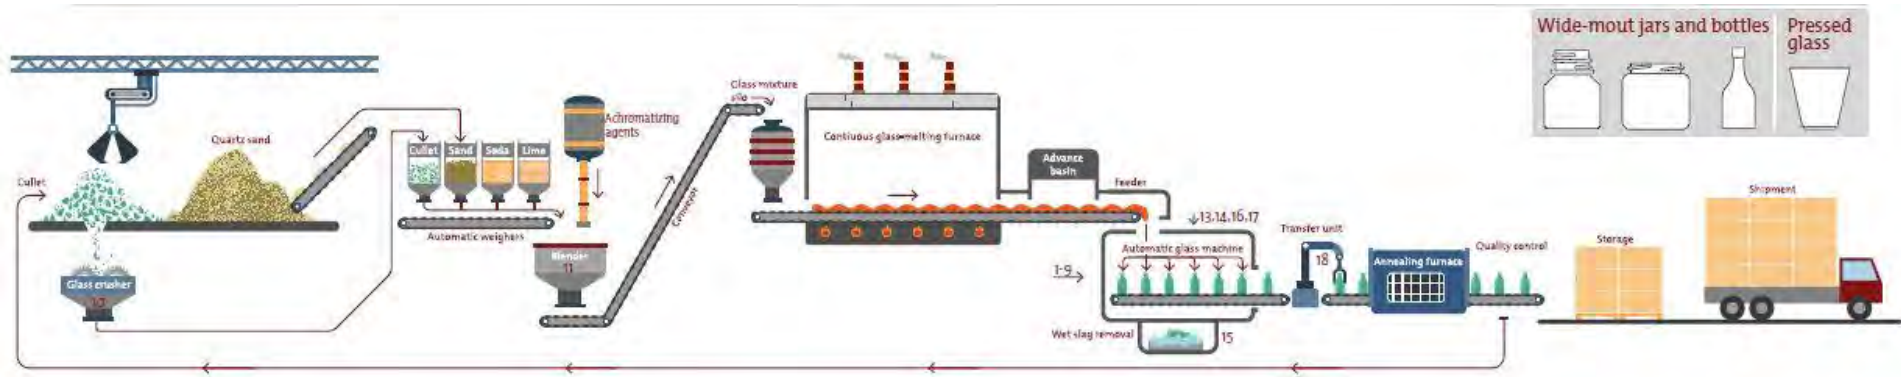 Wide-mout jars and bottles
Pressed
glass
Glass mixture
silo
Achromatizing
agents
Quartz sand
Contiuous glass-melting furnace
Cullet
Sand
Soda
Lime
Advance
basin
Cullet
Feeder
Conveyor
Shipment
13.14.16.17
Automatic weighers
Transfer unit
Storage
Quality control
Automatic glass machine
Blender
11
18
Annealing furnace
1-9
Glass crusher
Wet slag removal
15